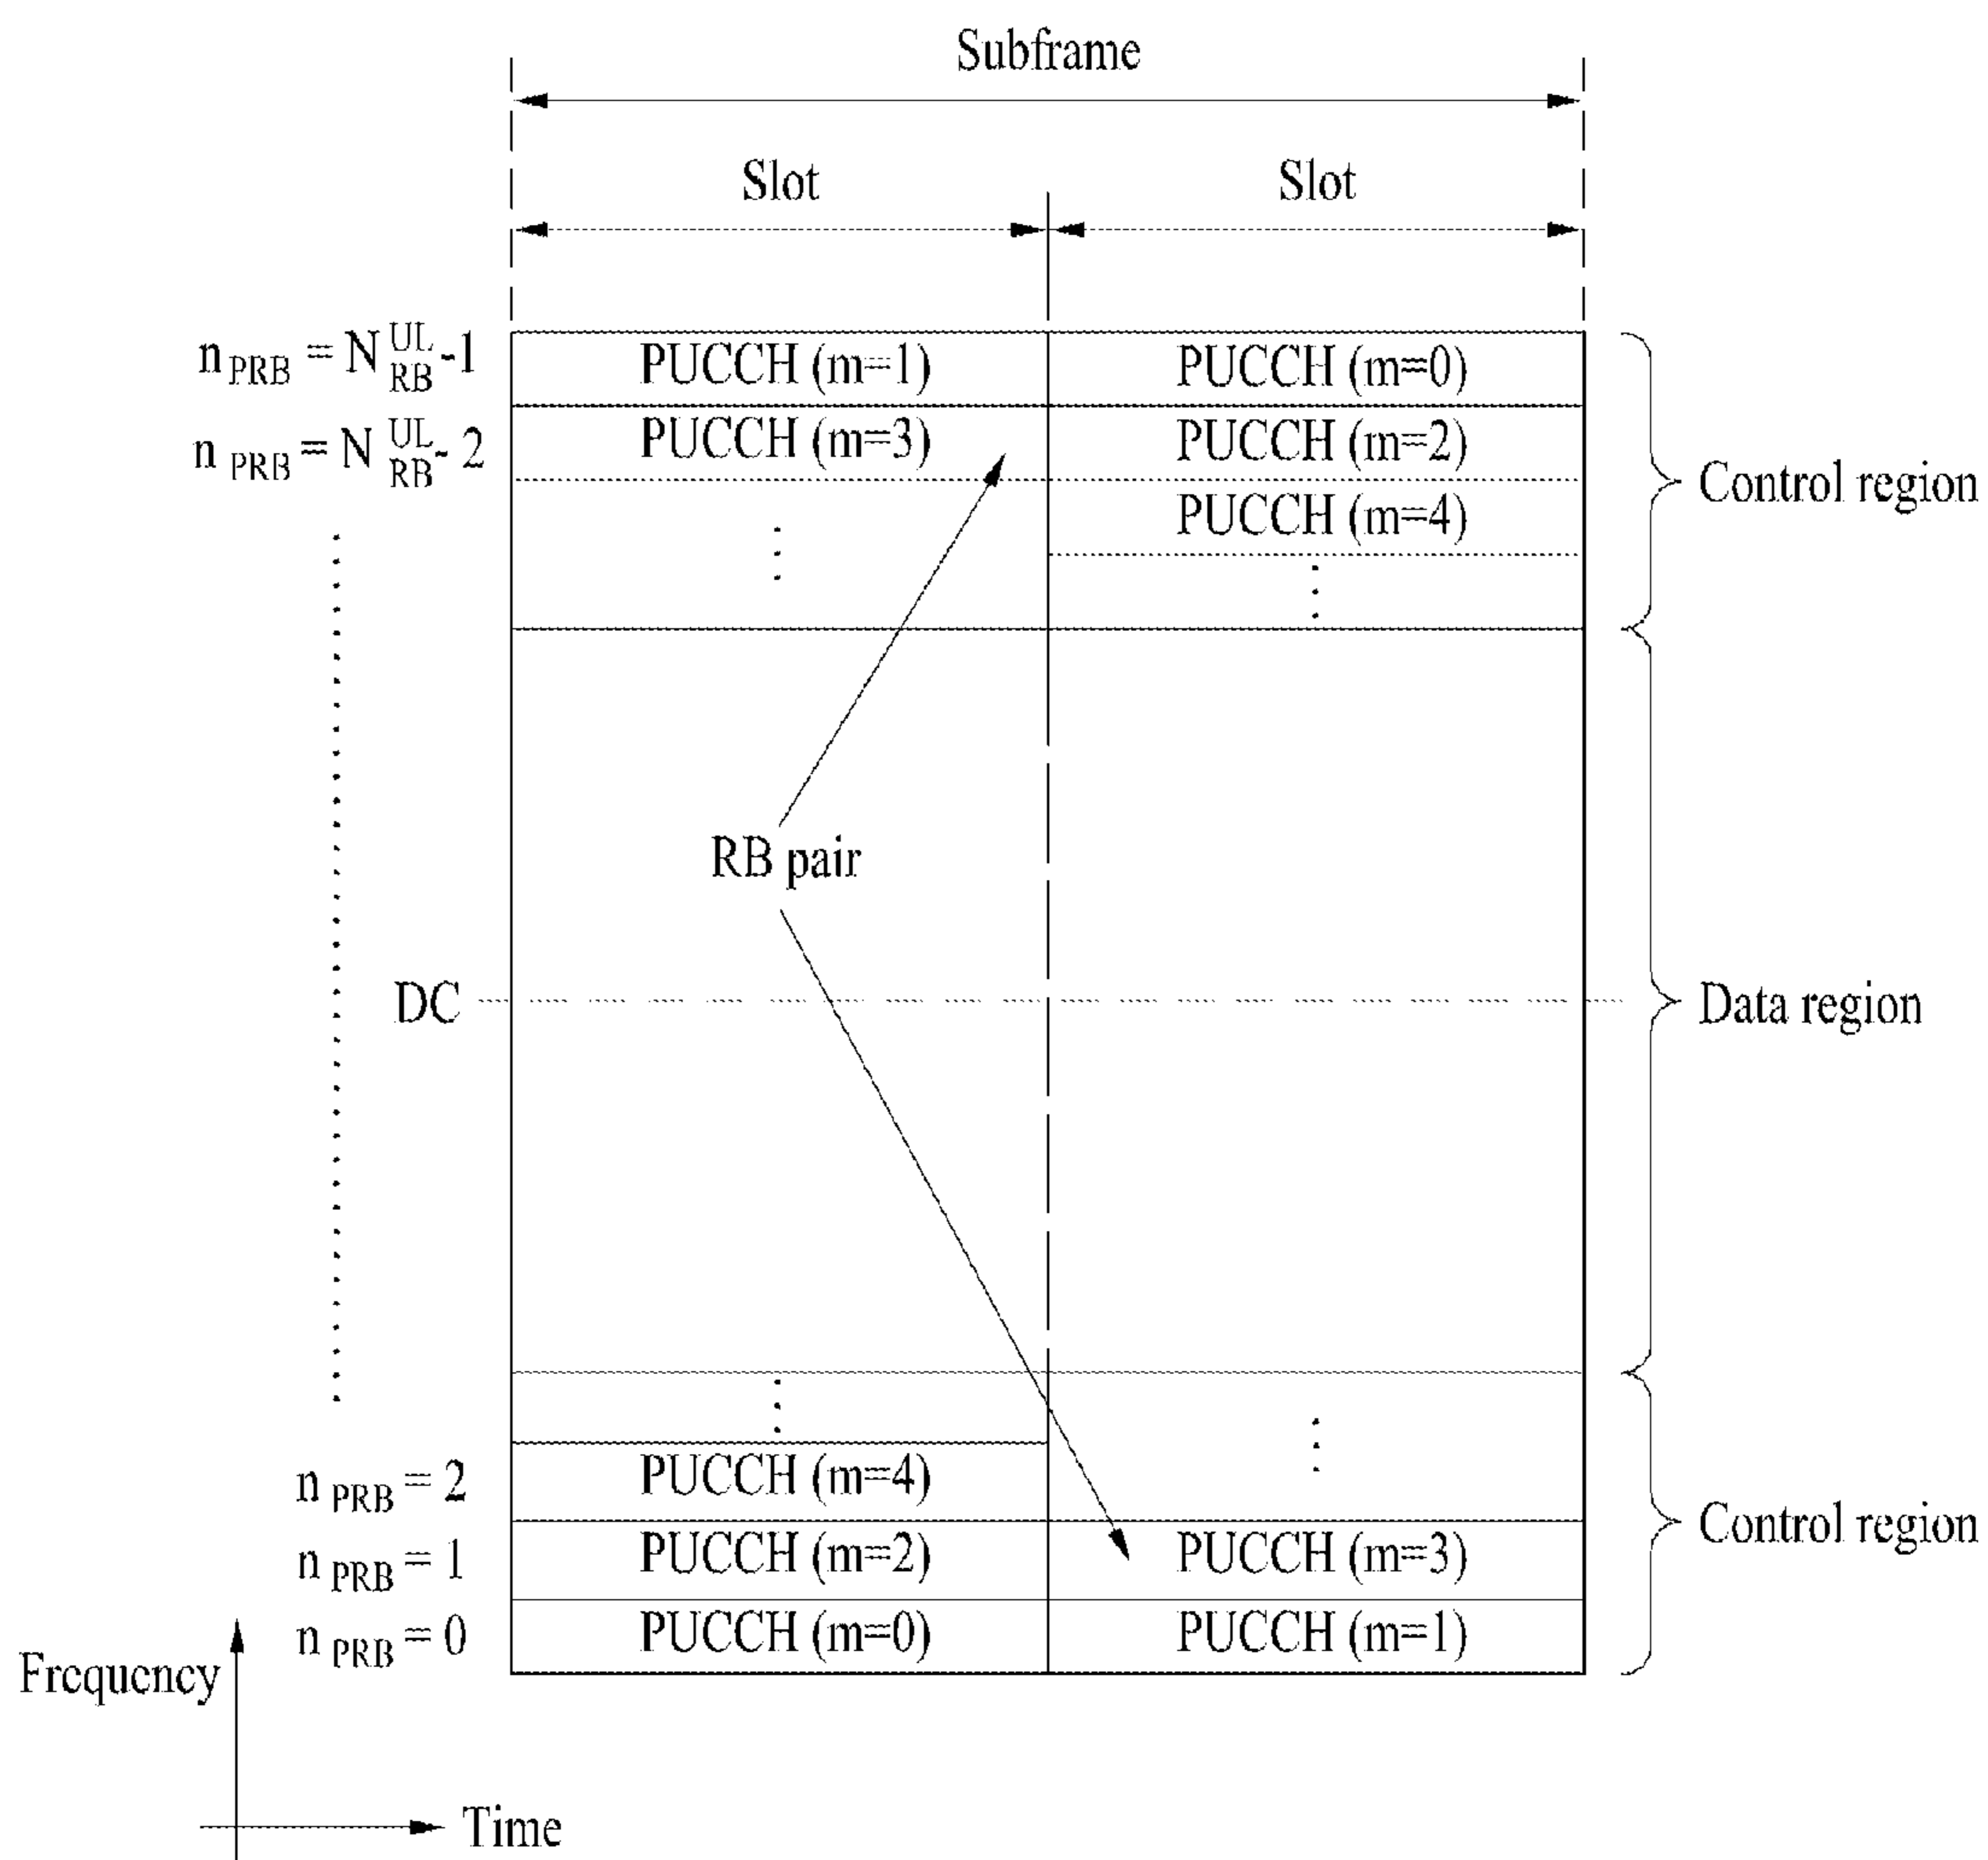 Subframe
Slot Slot
n PRB = N UL RB -1 PUCCH (m=1) PUCCH (m=0)
n PRB = N UL RB - 2 PUCCH (m=3) PUCCH (m=2)
Control region
PUCCH (m=4)
RB pair
DC Data region
n PRB = 2 PUCCH (m=4)
Control region
n PRB = 1 PUCCH (m=2) PUCCH (m=3)
n PRB = 0 PUCCH (m=0) PUCCH (m=1)
Frequency
Time